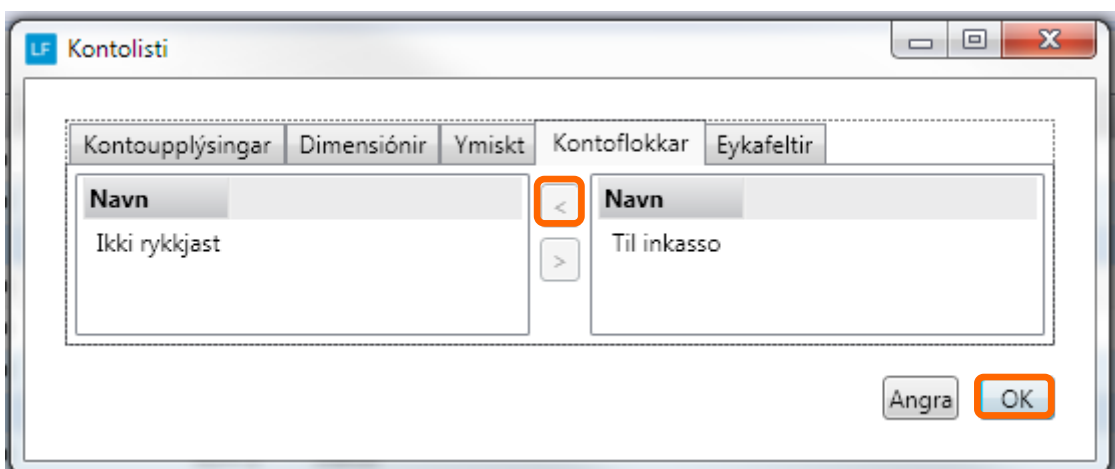 LF Kontolisti
Kontoupplýsingar Dimensiónir Ymiskt Kontoflokkar Eykafeltir
Navn < Navn
Ikki rykkjast > Til inkasso
Angra OK